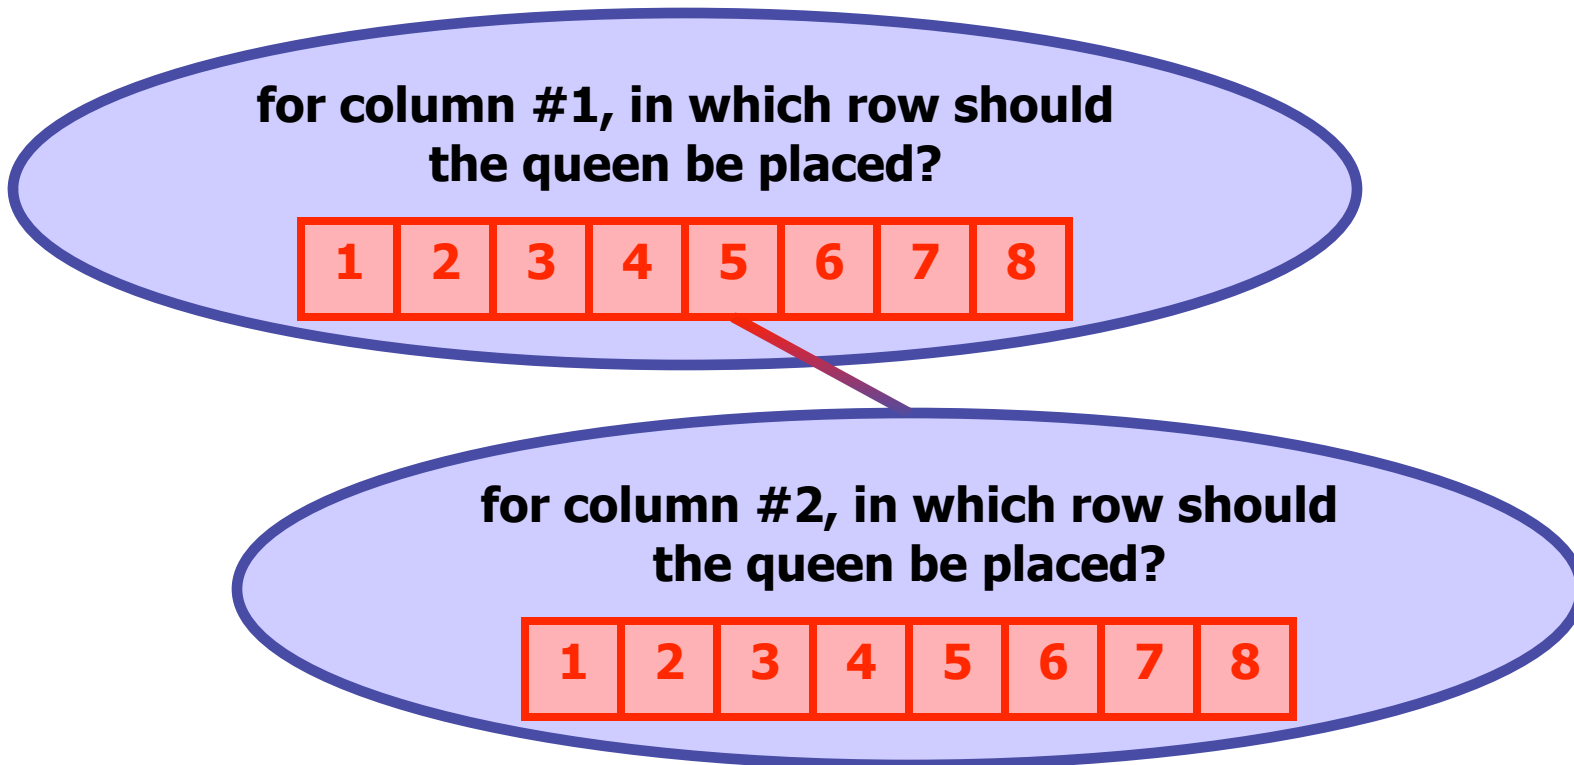 for column #1, in which row should
the queen be placed?
1 2 3 4 5 6 7 8
for column #2, in which row should
the queen be placed?
1 2 3 4 5 6 7 8